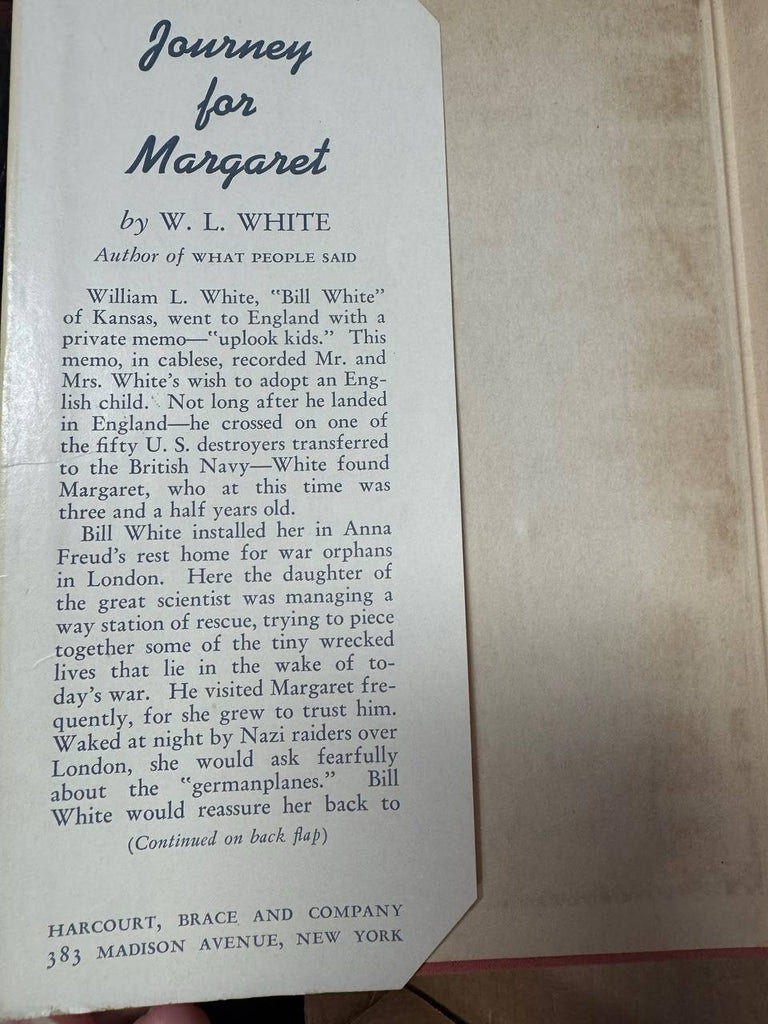 Journey
for
Margaret
by W. L. WHITE
Author of WHAT PEOPLE SAID
William L. White, "Bill White"
of Kansas, went to England with a
private memo—"uplook kids." This
memo, in cablese, recorded Mr. and
Mrs. White's wish to adopt an Eng-
lish child. Not long after he landed
in England—he crossed on one of
the fifty U. S. destroyers transferred
to the British Navy—White found
Margaret, who at this time was
three and a half years old.
Bill White installed her in Anna
Freud's rest home for war orphans
in London. Here the daughter of
the great scientist was managing a
way station of rescue, trying to piece
together some of the tiny wrecked
lives that lie in the wake of to-
day's war. He visited Margaret fre-
quently, for she grew to trust him.
Waked at night by Nazi raiders over
London, she would ask fearfully
about the "germanplanes." Bill
White would reassure her back to
(Continued on back flap)
HARCOURT, BRACE AND COMPANY
383 MADISON AVENUE, NEW YORK